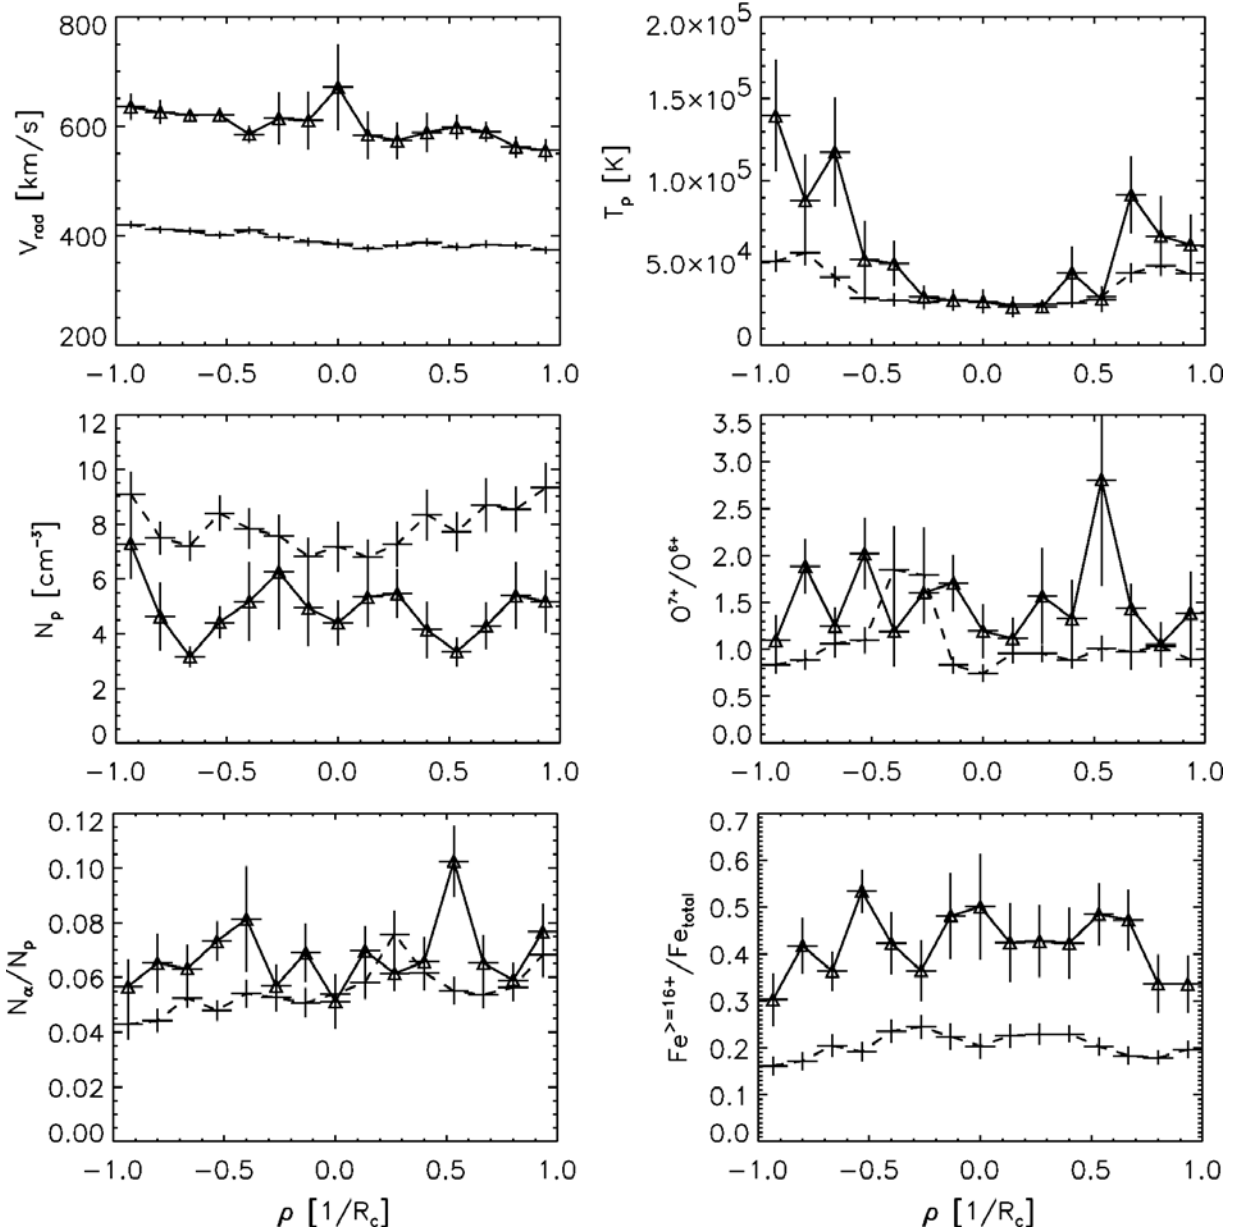 800
600
400
200
V_rad [km/s]
−1.0 −0.5 0.0 0.5 1.0
2.0×10^5
1.5×10^5
1.0×10^5
5.0×10^4
0
T_p [K]
−1.0 −0.5 0.0 0.5 1.0
12
10
8
6
4
2
0
N_p [cm^−3]
−1.0 −0.5 0.0 0.5 1.0
3.5
3.0
2.5
2.0
1.5
1.0
0.5
0.0
O^7+/O^6+
−1.0 −0.5 0.0 0.5 1.0
0.12
0.10
0.08
0.06
0.04
0.02
0.00
N_α/N_p
−1.0 −0.5 0.0 0.5 1.0
ρ [1/R_c]
0.7
0.6
0.5
0.4
0.3
0.2
0.1
0.0
Fe^>=16+/Fe_total
−1.0 −0.5 0.0 0.5 1.0
ρ [1/R_c]